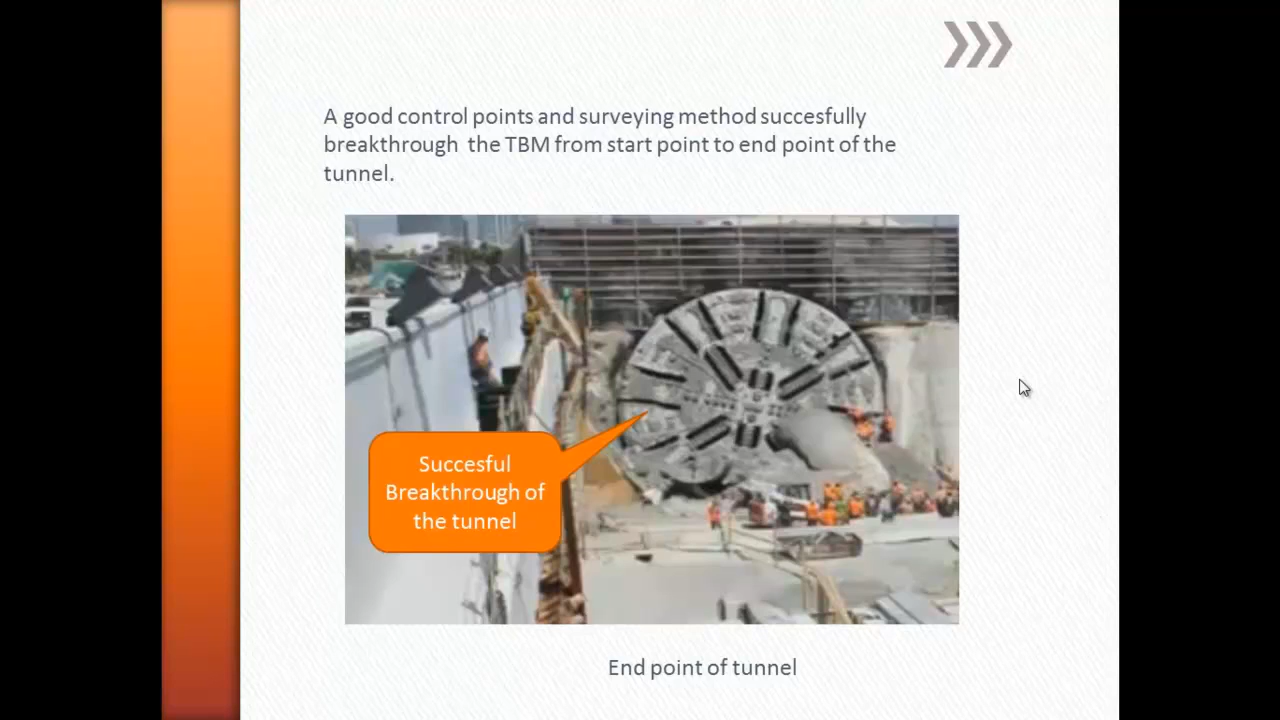 A good control points and surveying method succesfully
breakthrough the TBM from start point to end point of the
tunnel.
Succesful
Breakthrough of
the tunnel
End point of tunnel